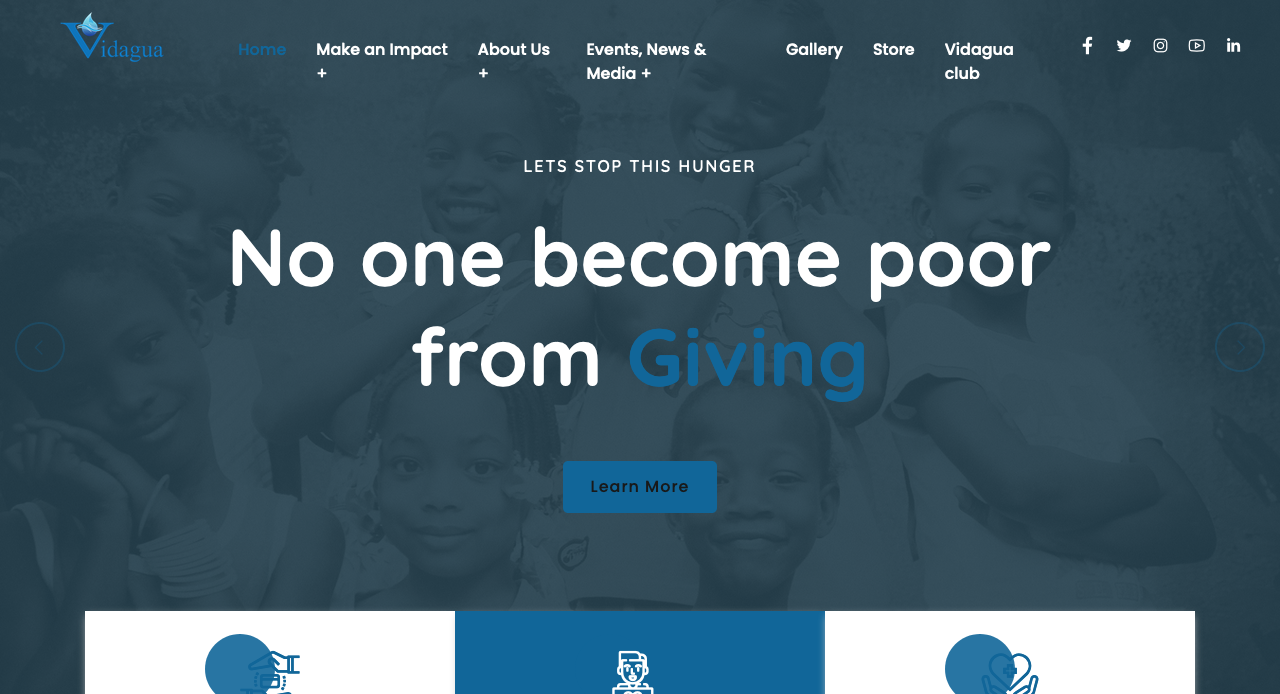 Vidagua
Home
Make an Impact
+
About Us
+
Events, News &
Media +
Gallery
Store
Vidagua
club
LETS STOP THIS HUNGER
No one become poor
from Giving
Learn More